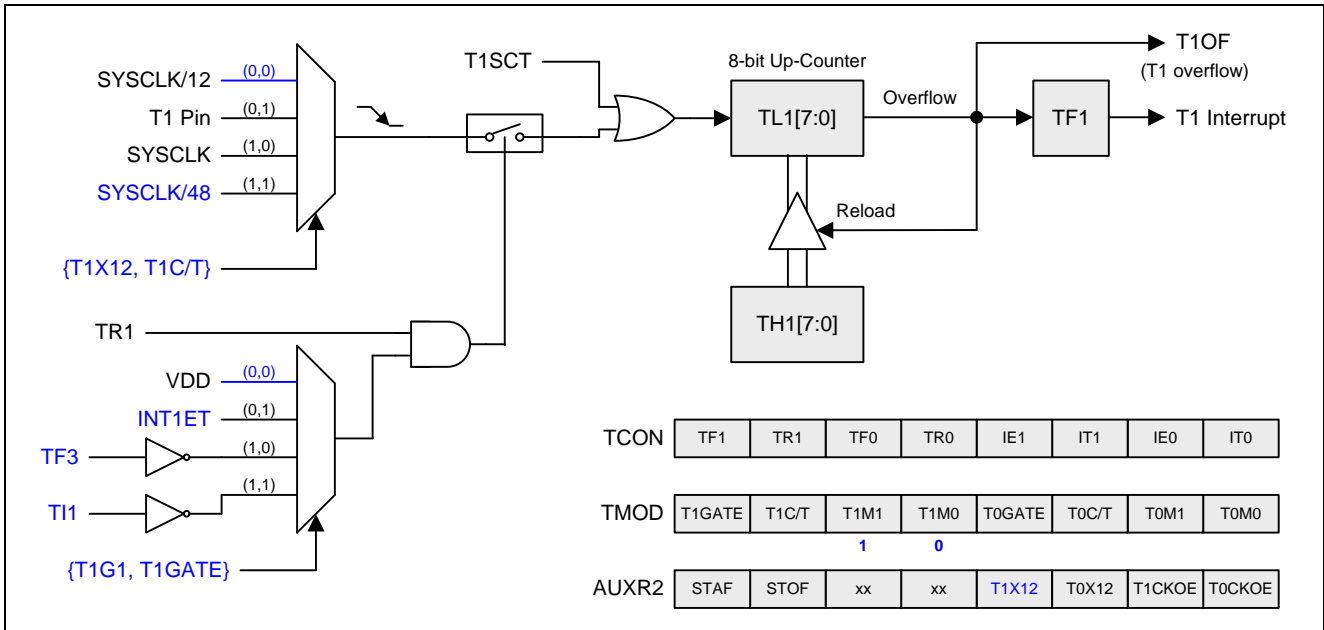 T1SCT
8-bit Up-Counter
T1OF
(T1 overflow)
SYSCLK/12 (0,0)
T1 Pin (0,1)
SYSCLK (1,0)
SYSCLK/48 (1,1)
{T1X12, T1C/T}
TL1[7:0]
Overflow
TF1
T1 Interrupt
Reload
TH1[7:0]
TR1
VDD (0,0)
INT1ET (0,1)
TF3 (1,0)
TI1 (1,1)
{T1G1, T1GATE}
TCON TF1 TR1 TF0 TR0 IE1 IT1 IE0 IT0
TMOD T1GATE T1C/T T1M1 T1M0 T0GATE T0C/T T0M1 T0M0
1 0
AUXR2 STAF STOF xx xx T1X12 T0X12 T1CKOE T0CKOE